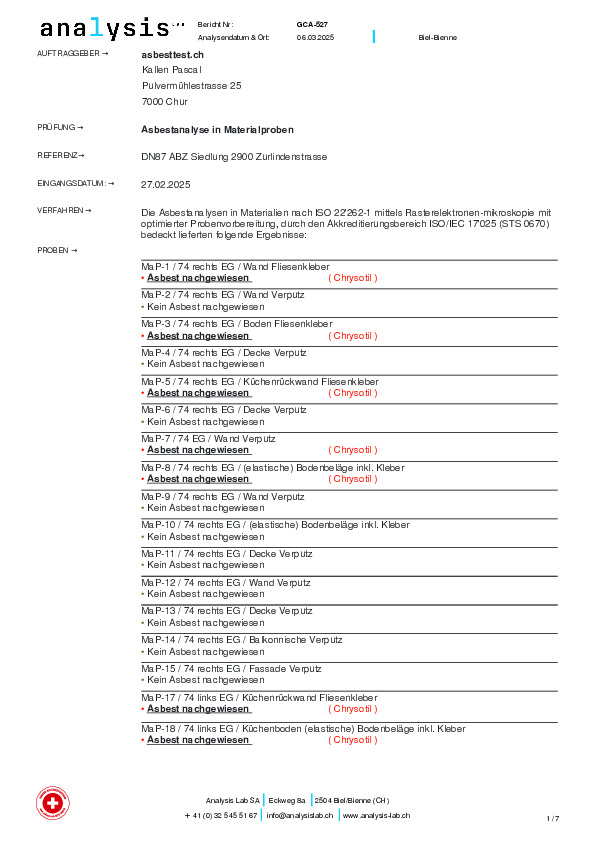 analysis
Bericht Nr: GCA-527
Analysendatum & Ort: 06.03.2025 Biel-Bienne
AUFTRAGGEBER → asbesttest.ch
Kallen Pascal
Pulvermühlestrasse 25
7000 Chur
PRÜFUNG → Asbestanalyse in Materialproben
REFERENZ→ DN87 ABZ Siedlung 2900 Zurlindenstrasse
EINGANGSDATUM: → 27.02.2025
VERFAHREN → Die Asbestanalysen in Materialien nach ISO 22'262-1 mittels Rasterelektronen-mikroskopie mit
optimierter Probenvorbereitung, durch den Akkreditierungsbereich ISO/IEC 17'025 (STS 0670)
bedeckt lieferten folgende Ergebnisse:
PROBEN →
MaP-1 / 74 rechts EG / Wand Fliesenkleber
• Asbest nachgewiesen ( Chrysotil )
MaP-2 / 74 rechts EG / Wand Verputz
• Kein Asbest nachgewiesen
MaP-3 / 74 rechts EG / Boden Fliesenkleber
• Asbest nachgewiesen ( Chrysotil )
MaP-4 / 74 rechts EG / Decke Verputz
• Kein Asbest nachgewiesen
MaP-5 / 74 rechts EG / Küchenrückwand Fliesenkleber
• Asbest nachgewiesen ( Chrysotil )
MaP-6 / 74 rechts EG / Decke Verputz
• Kein Asbest nachgewiesen
MaP-7 / 74 EG / Wand Verputz
• Asbest nachgewiesen ( Chrysotil )
MaP-8 / 74 rechts EG / (elastische) Bodenbeläge inkl. Kleber
• Asbest nachgewiesen ( Chrysotil )
MaP-9 / 74 rechts EG / Wand Verputz
• Kein Asbest nachgewiesen
MaP-10 / 74 rechts EG / (elastische) Bodenbeläge inkl. Kleber
• Kein Asbest nachgewiesen
MaP-11 / 74 rechts EG / Decke Verputz
• Kein Asbest nachgewiesen
MaP-12 / 74 rechts EG / Wand Verputz
• Kein Asbest nachgewiesen
MaP-13 / 74 rechts EG / Decke Verputz
• Kein Asbest nachgewiesen
MaP-14 / 74 rechts EG / Balkonnische Verputz
• Kein Asbest nachgewiesen
MaP-15 / 74 rechts EG / Fassade Verputz
• Kein Asbest nachgewiesen
MaP-17 / 74 links EG / Küchenrückwand Fliesenkleber
• Asbest nachgewiesen ( Chrysotil )
MaP-18 / 74 links EG / Küchenboden (elastische) Bodenbeläge inkl. Kleber
• Asbest nachgewiesen ( Chrysotil )
Analysis Lab SA Eckweg 8a 2504 Biel/Bienne (CH)
+ 41 (0) 32 545 51 67 info@analysislab.ch www.analysis-lab.ch
1 / 7